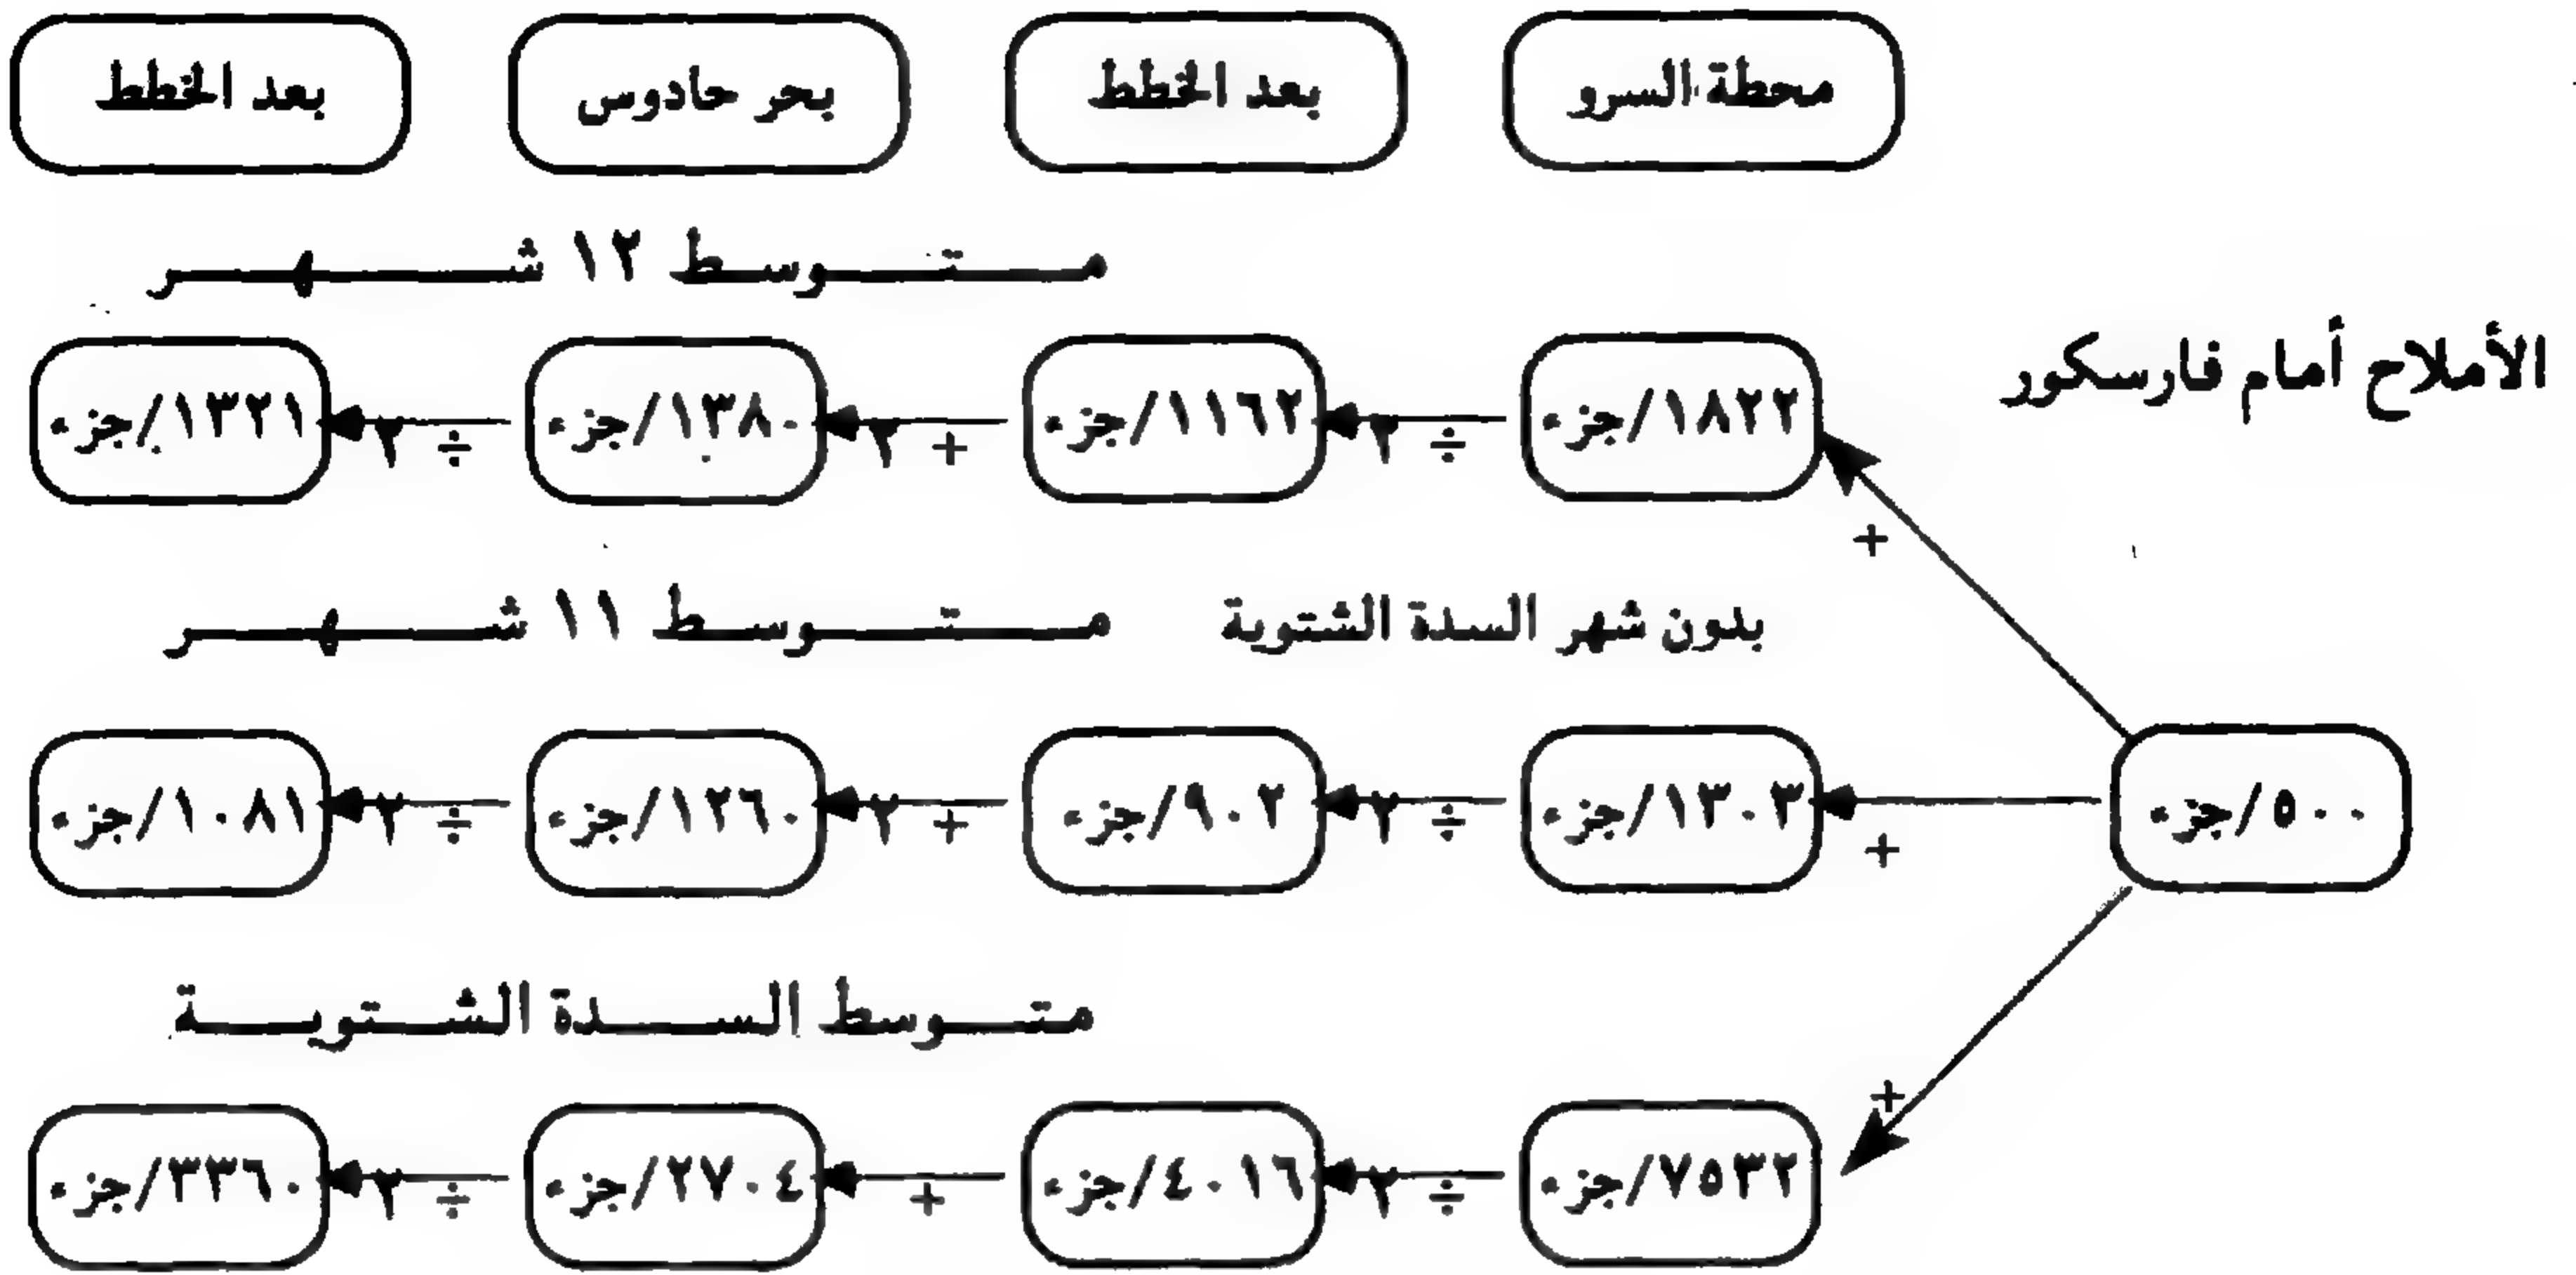 محطة السرو بعد الخلط بحر حادوس بعد الخلط
متوسط ١٢ شهر
الأملاح أمام فارسكور
١٨٢٢/جزء ÷ ٢ ١١٦٢/جزء + ٢ ١٣٨٠/جزء ÷ ٢ ١٣٢١/جزء
+
بدون شهر السدة الشتوية متوسط ١١ شهر
٥٠٠/جزء + ١٣٠٣/جزء ÷ ٢ ٩٠٢/جزء + ٢ ١٢٦٠/جزء ÷ ٢ ١٠٨١/جزء
متوسط السدة الشتوية
+
٧٥٣٢/جزء ÷ ٢ ٤٠١٦/جزء + ٢٧٠٤/جزء ÷ ٢ ٣٣٦٠/جزء